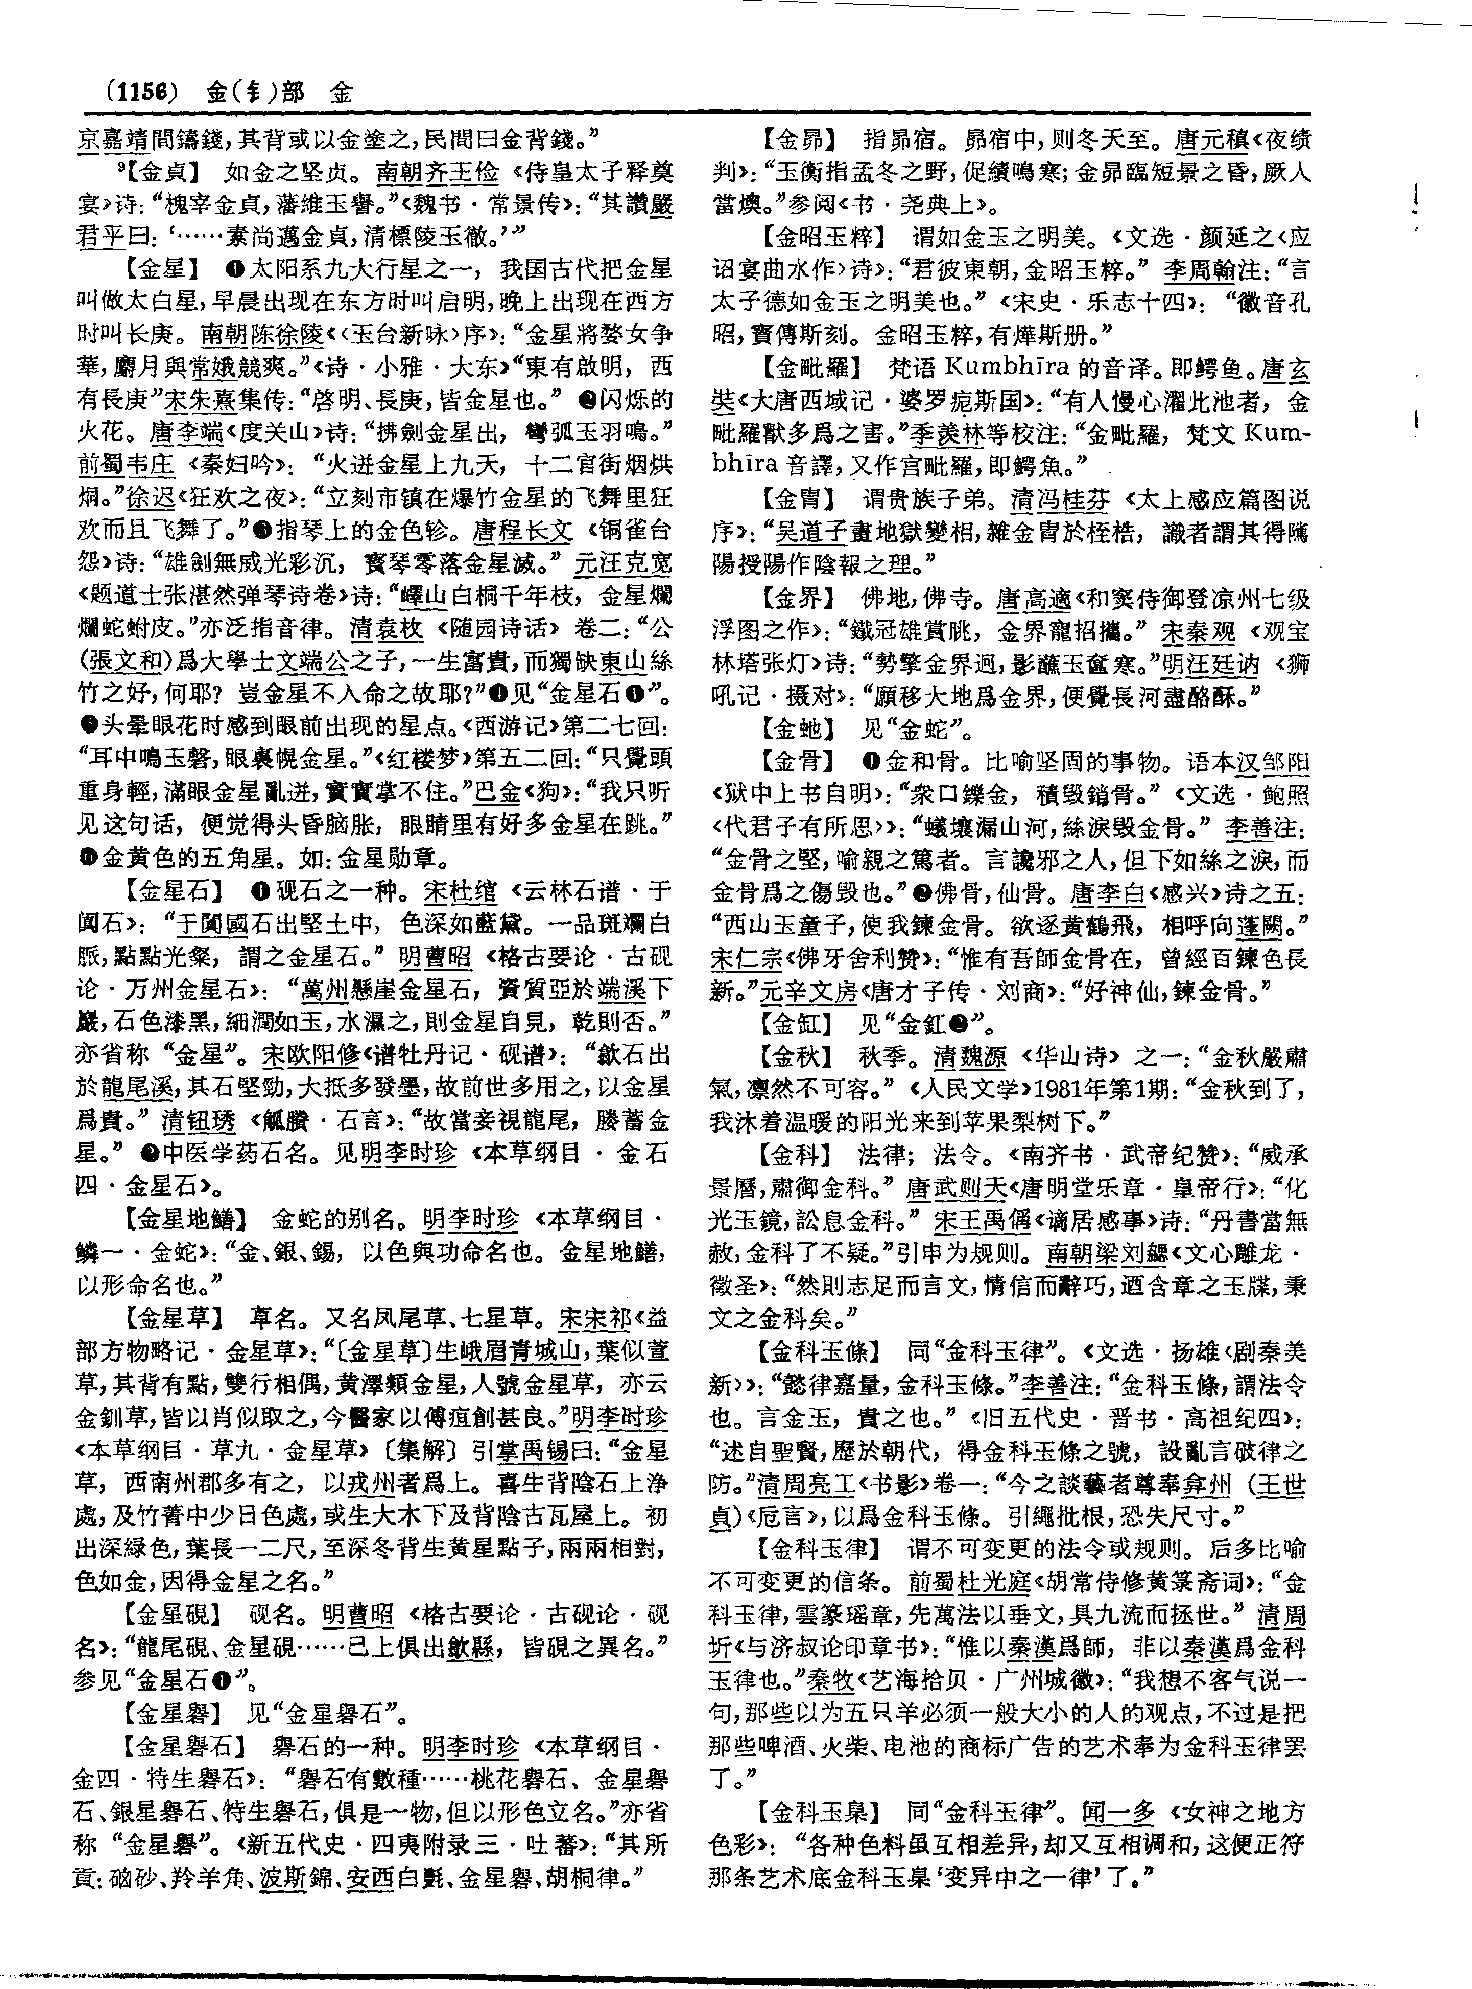 (1156) 金(钅)部 金
京嘉靖間鑄錢,其背或以金塗之,民間曰金背錢。”
⁹【金貞】 如金之坚贞。南朝齐王俭《侍皇太子释奠
宴》诗:“槐宰金貞,藩維玉譽。”《魏书·常景传》:“其讚嚴
君平曰:‘……素尚邁金貞,清標陵玉徹。’”
【金星】 ❶太阳系九大行星之一,我国古代把金星
叫做太白星,早晨出现在东方时叫启明,晚上出现在西方
时叫长庚。南朝陈徐陵《〈玉台新咏〉序》:“金星將婺女争
華,麝月與常娥競爽。”《诗·小雅·大东》“東有啟明,西
有長庚”宋朱熹集传:“啓明、長庚,皆金星也。” ❷闪烁的
火花。唐李端《度关山》诗:“拂劍金星出,彎弧玉羽鳴。”
前蜀韦庄《秦妇吟》:“火迸金星上九天,十二官街烟烘
烔。”徐迟《狂欢之夜》:“立刻市镇在爆竹金星的飞舞里狂
欢而且飞舞了。”❸指琴上的金色轸。唐程长文《铜雀台
怨》诗:“雄劍無威光彩沉,寳琴零落金星滅。” 元汪克宽
《题道士张湛然弹琴诗卷》诗:“嶧山白桐千年枝,金星爛
爛蛇蚹皮。”亦泛指音律。清袁枚《随园诗话》卷二:“公
(張文和)爲大學士文端公之子,一生富貴,而獨缺東山絲
竹之好,何耶?豈金星不入命之故耶?”❹见“金星石❶”。
❺头晕眼花时感到眼前出现的星点。《西游记》第二七回:
“耳中鳴玉磬,眼裏幌金星。”《红楼梦》第五二回:“只覺頭
重身輕,滿眼金星亂迸,實實掌不住。”巴金《狗》:“我只听
见这句话,便觉得头昏脑胀,眼睛里有好多金星在跳。”
❻金黄色的五角星。如:金星勋章。
【金星石】 ❶砚石之一种。宋杜绾《云林石谱·于
阗石》:“于闐國石出堅土中,色深如藍黛。一品斑斕白
脈,點點光粲,謂之金星石。” 明曹昭《格古要论·古砚
论·万州金星石》:“萬州懸崖金星石,資質亞於端溪下
巖,石色漆黑,細潤如玉,水濕之,則金星自見,乾則否。”
亦省称“金星”。宋欧阳修《谱牡丹记·砚谱》:“歙石出
於龍尾溪,其石堅勁,大抵多發墨,故前世多用之,以金星
爲貴。” 清钮琇《觚賸·石言》:“故當妾視龍尾,媵蓄金
星。” ❷中医学药石名。见明李时珍《本草纲目·金石
四·金星石》。
【金星地鳝】 金蛇的别名。明李时珍《本草纲目·
鳞一·金蛇》:“金、銀、錫,以色與功命名也。金星地鱔,
以形命名也。”
【金星草】 草名。又名凤尾草、七星草。宋宋祁《益
部方物略记·金星草》:“〔金星草〕生峨眉青城山,葉似萱
草,其背有點,雙行相偶,黄澤類金星,人號金星草,亦云
金釧草,皆以肖似取之,今醫家以傅疽創甚良。”明李时珍
《本草纲目·草九·金星草》〔集解〕引掌禹锡曰:“金星
草,西南州郡多有之,以戎州者爲上。喜生背陰石上浄
處,及竹箐中少日色處,或生大木下及背陰古瓦屋上。初
出深緑色,葉長一二尺,至深冬背生黄星點子,兩兩相對,
色如金,因得金星之名。”
【金星硯】 砚名。明曹昭《格古要论·古砚论·砚
名》:“龍尾硯、金星硯……已上俱出歙縣,皆硯之異名。”
参见“金星石❶”。
【金星礜】 见“金星礜石”。
【金星礜石】 礜石的一种。明李时珍《本草纲目·
金四·特生礜石》:“礜石有數種……桃花礜石、金星礜
石、銀星礜石、特生礜石,俱是一物,但以形色立名。”亦省
称“金星礜”。《新五代史·四夷附录三·吐蕃》:“其所
貢:硇砂、羚羊角、波斯錦、安西白氎、金星礜、胡桐律。”
【金昴】 指昴宿。昴宿中,则冬天至。唐元稹《夜绩
判》:“玉衡指孟冬之野,促績鳴寒;金昴臨短景之昏,厥人
當燠。”参阅《书·尧典上》。
【金昭玉粹】 谓如金玉之明美。《文选·颜延之〈应
诏宴曲水作〉诗》:“君彼東朝,金昭玉粹。” 李周翰注:“言
太子德如金玉之明美也。”《宋史·乐志十四》:“徽音孔
昭,寳傳斯刻。金昭玉粹,有煒斯册。”
【金毗羅】 梵语 Kumbhīra 的音译。即鳄鱼。唐玄
奘《大唐西域记·婆罗痆斯国》:“有人慢心濯此池者,金
毗羅獸多爲之害。”季羡林等校注:“金毗羅,梵文 Kum-
bhīra 音譯,又作宫毗羅,即鰐魚。”
【金胄】 谓贵族子弟。清冯桂芬《太上感应篇图说
序》:“吴道子畫地獄變相,雜金胄於桎梏,識者謂其得隲
陽授陽作陰報之理。”
【金界】 佛地,佛寺。唐高適《和窦侍御登凉州七级
浮图之作》:“鐵冠雄賞眺,金界寵招攜。” 宋秦观《观宝
林塔张灯》诗:“勢擎金界迥,影蘸玉奩寒。”明汪廷讷《狮
吼记·摄对》:“願移大地爲金界,便覺長河盡酪酥。”
【金虵】 见“金蛇”。
【金骨】 ❶金和骨。比喻坚固的事物。语本汉邹阳
《狱中上书自明》:“衆口鑠金,積毁銷骨。”《文选·鲍照
〈代君子有所思〉》:“蟻壤漏山河,絲淚毁金骨。” 李善注:
“金骨之堅,喻親之篤者。言讒邪之人,但下如絲之淚,而
金骨爲之傷毁也。”❷佛骨,仙骨。唐李白《感兴》诗之五:
“西山玉童子,使我鍊金骨。欲逐黄鶴飛,相呼向蓬闕。”
宋仁宗《佛牙舍利赞》:“惟有吾師金骨在,曾經百鍊色長
新。”元辛文房《唐才子传·刘商》:“好神仙,鍊金骨。”
【金缸】 见“金釭❷”。
【金秋】 秋季。清魏源《华山诗》之一:“金秋嚴肅
氣,凛然不可容。”《人民文学》1981年第1期:“金秋到了,
我沐着温暖的阳光来到苹果梨树下。”
【金科】 法律;法令。《南齐书·武帝纪赞》:“威承
景曆,肅御金科。” 唐武则天《唐明堂乐章·皇帝行》:“化
光玉鏡,訟息金科。” 宋王禹偁《谪居感事》诗:“丹書當無
赦,金科了不疑。”引申为规则。南朝梁刘勰《文心雕龙·
徵圣》:“然則志足而言文,情信而辭巧,迺含章之玉牒,秉
文之金科矣。”
【金科玉條】 同“金科玉律”。《文选·扬雄〈剧秦美
新〉》:“懿律嘉量,金科玉條。”李善注:“金科玉條,謂法令
也。言金玉,貴之也。”《旧五代史·晋书·高祖纪四》:
“述自聖賢,歷於朝代,得金科玉條之號,設亂言破律之
防。”清周亮工《书影》卷一:“今之談藝者尊奉弇州(王世
貞)《卮言》,以爲金科玉條。引繩批根,恐失尺寸。”
【金科玉律】 谓不可变更的法令或规则。后多比喻
不可变更的信条。前蜀杜光庭《胡常侍修黄箓斋词》:“金
科玉律,雲篆瑶章,先萬法以垂文,具九流而拯世。” 清周
圻《与济叔论印章书》:“惟以秦漢爲師,非以秦漢爲金科
玉律也。”秦牧《艺海拾贝·广州城徽》:“我想不客气说一
句,那些以为五只羊必须一般大小的人的观点,不过是把
那些啤酒、火柴、电池的商标广告的艺术奉为金科玉律罢
了。”
【金科玉臬】 同“金科玉律”。闻一多《女神之地方
色彩》:“各种色料虽互相差异,却又互相调和,这便正符
那条艺术底金科玉臬‘变异中之一律’了。”